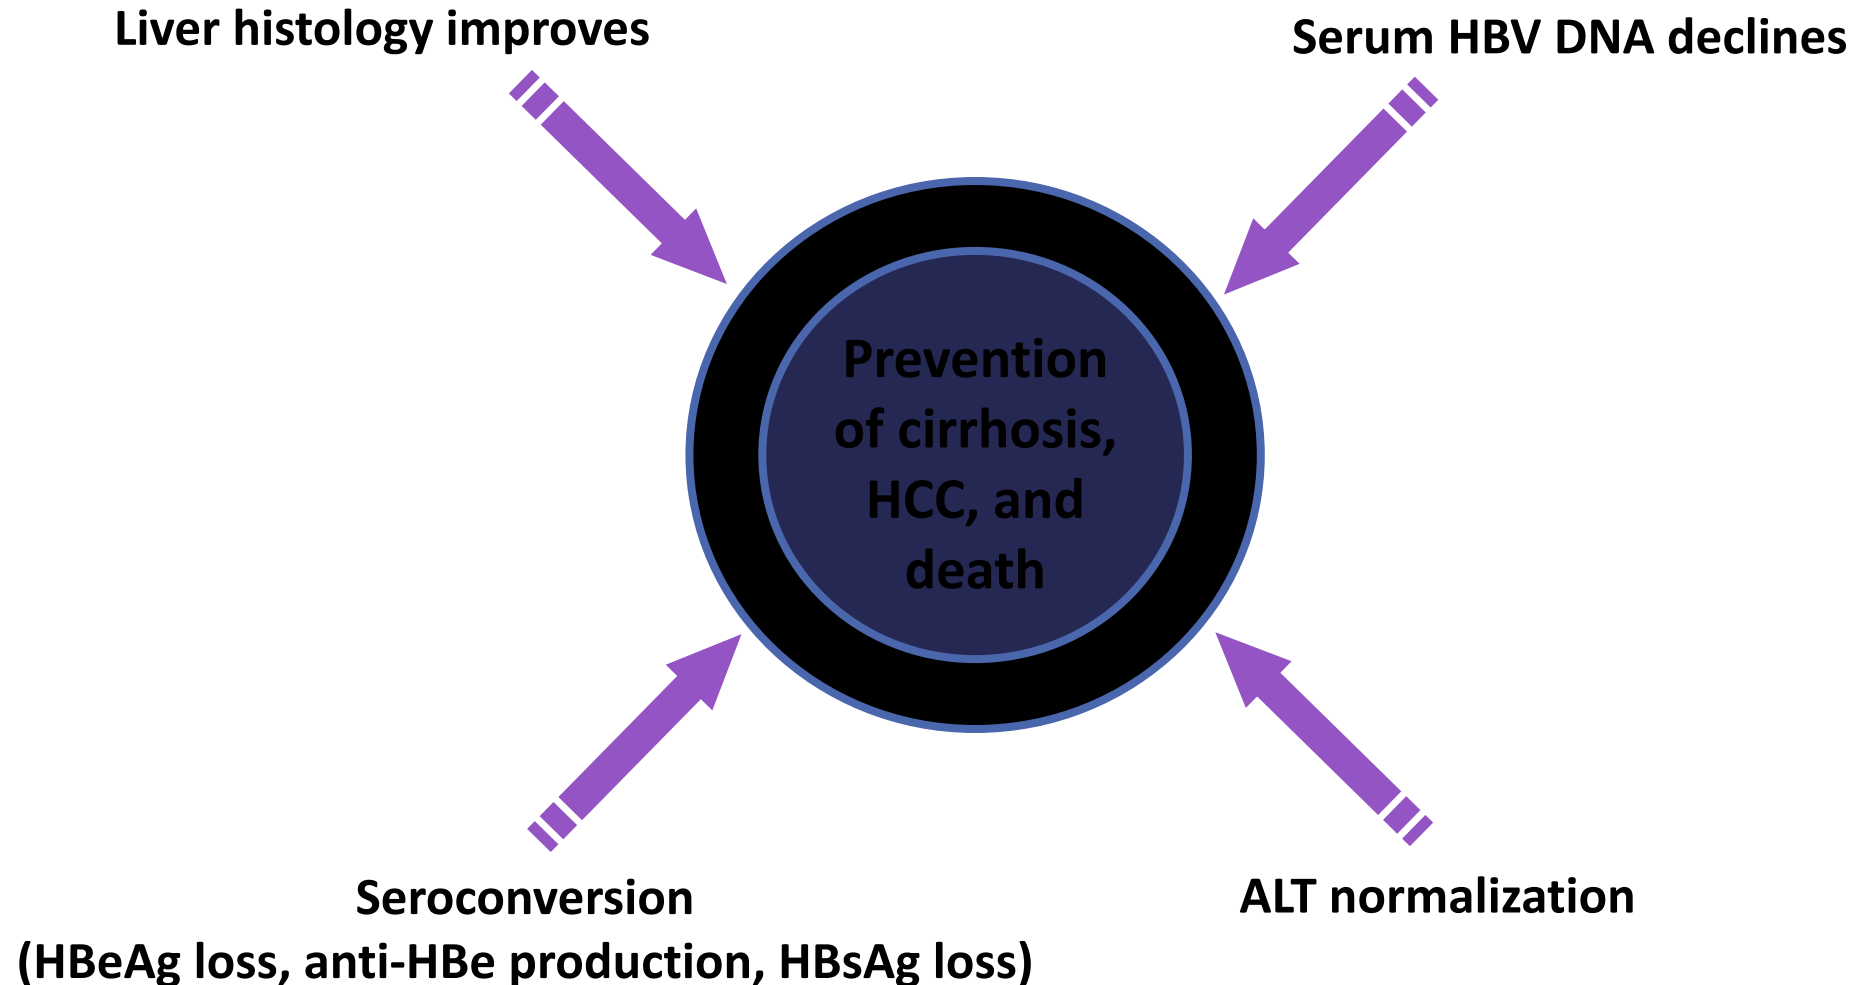 Liver histology improves
Serum HBV DNA declines
Prevention
of cirrhosis,
HCC, and
death
Seroconversion
(HBeAg loss, anti-HBe production, HBsAg loss)
ALT normalization